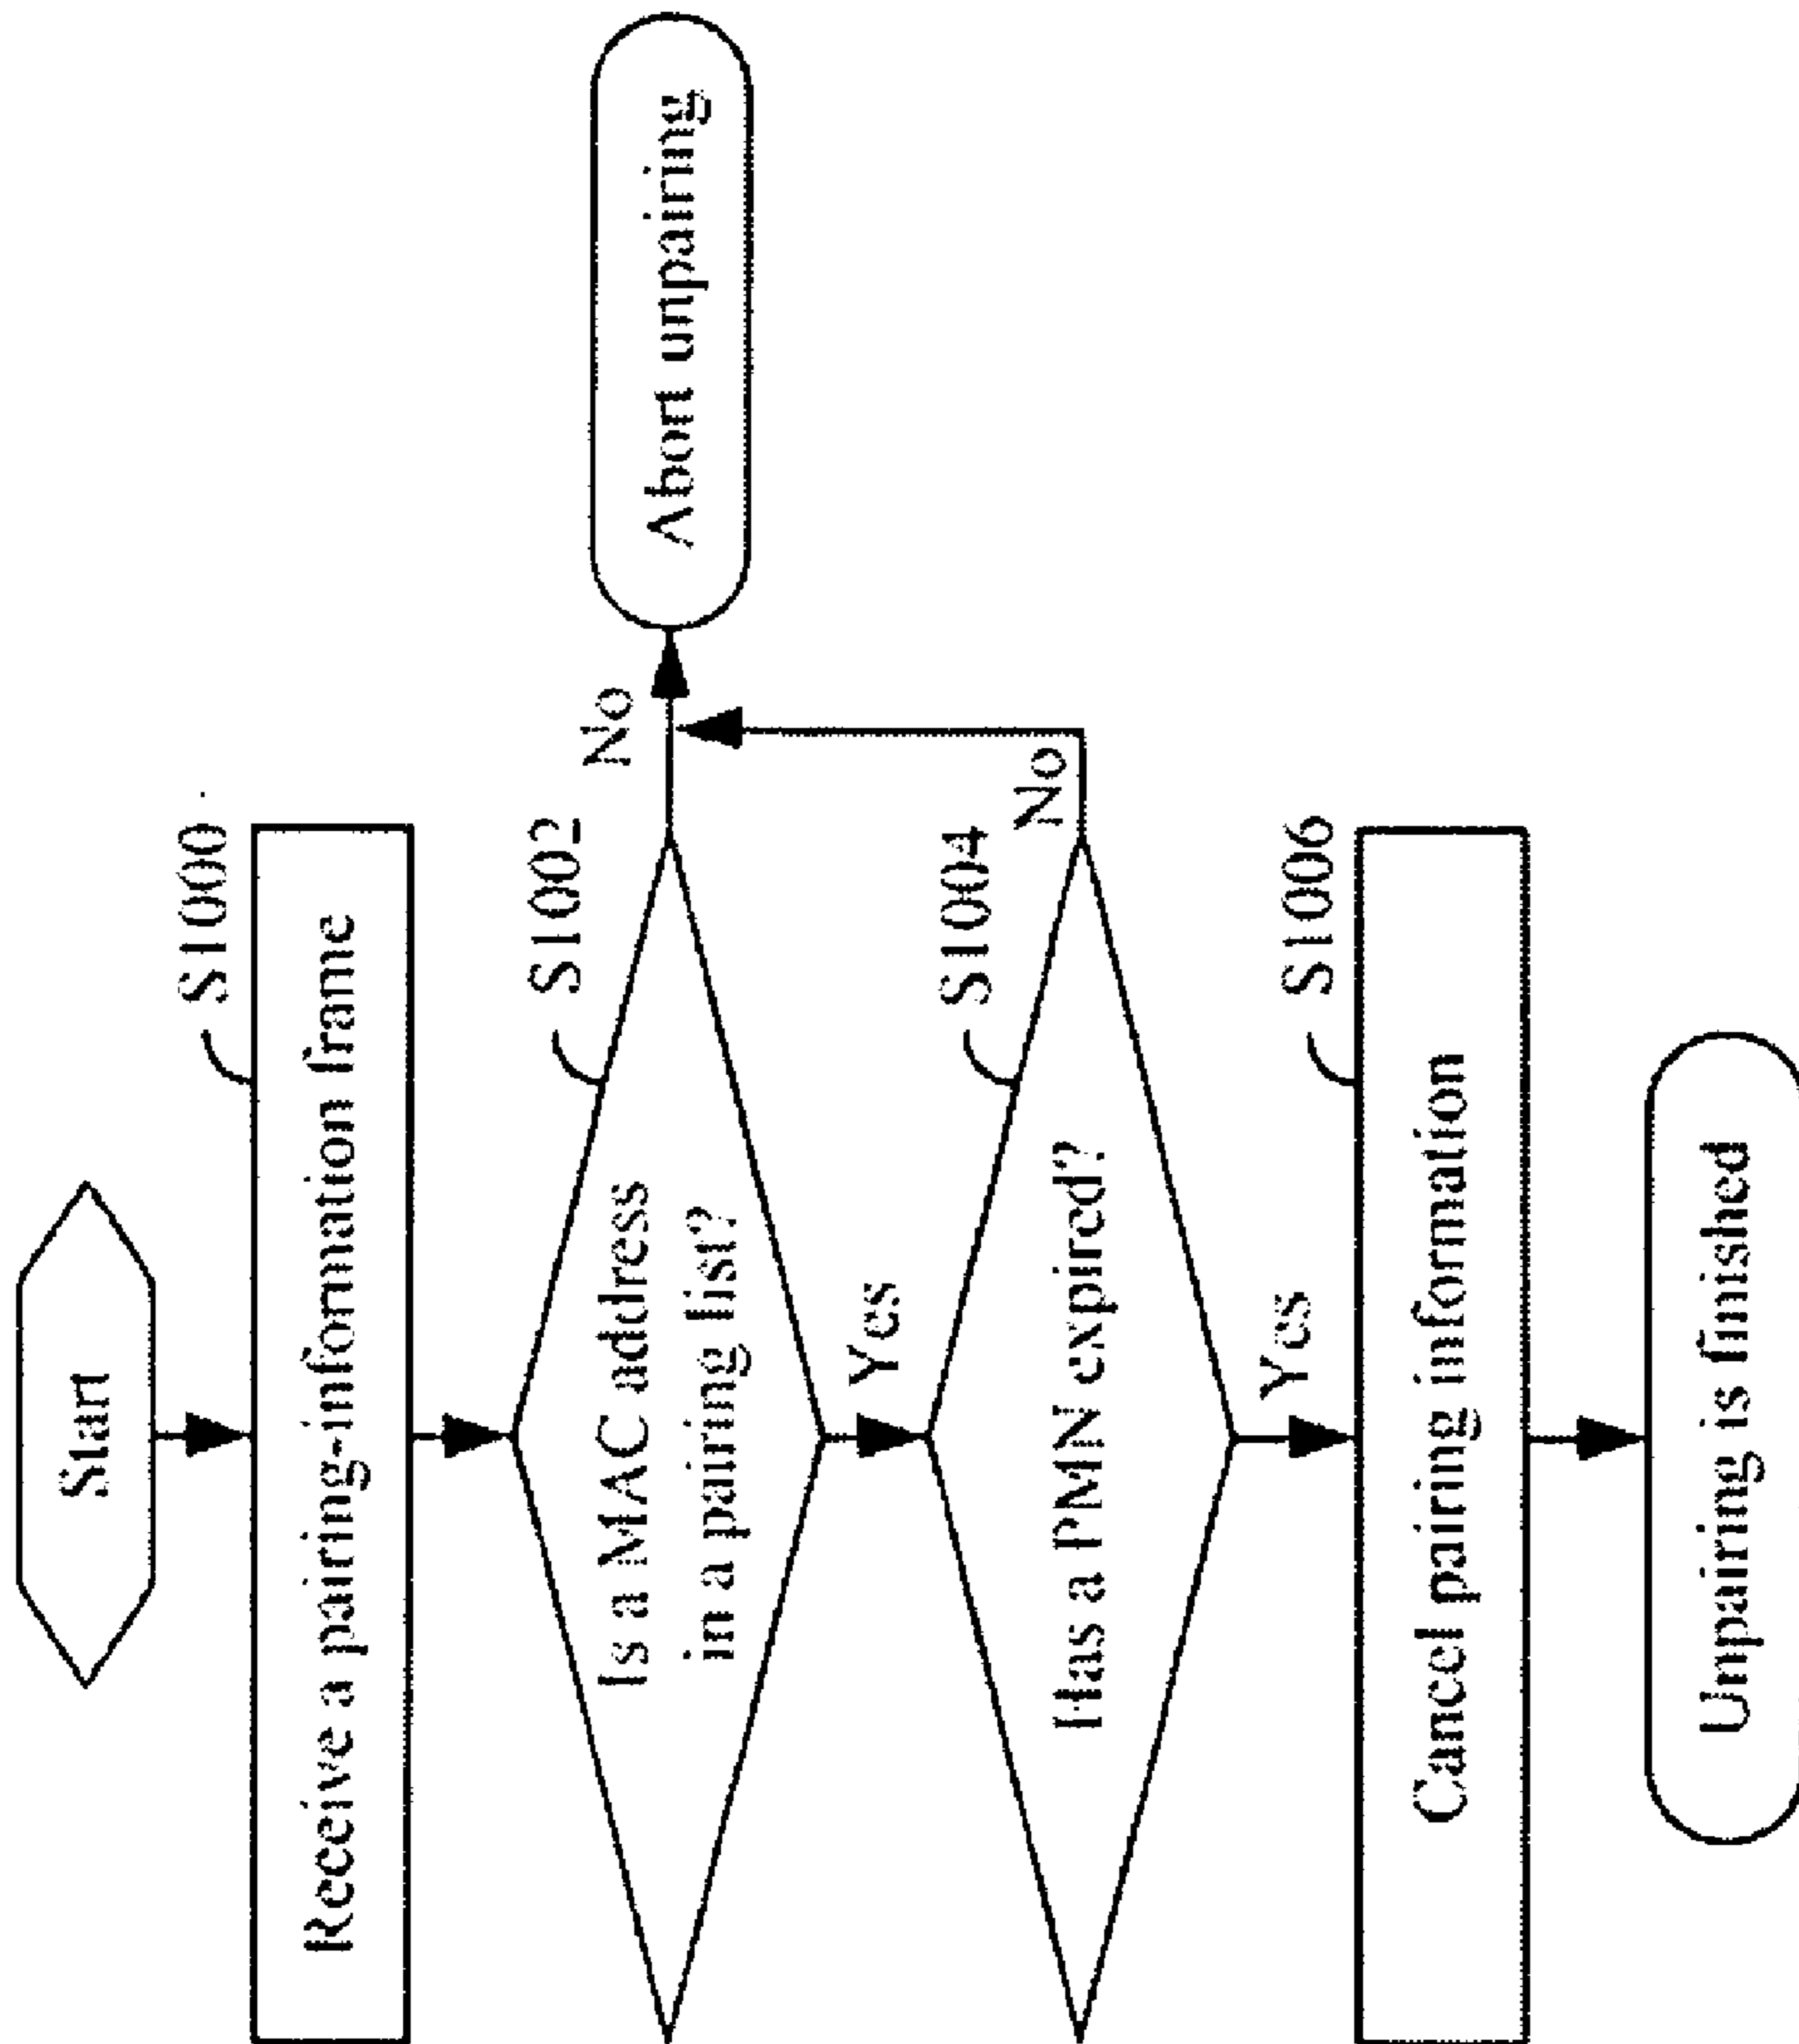 Start
S1000
Receive a pairing-information frame
S1002
Is a MAC address
in a pairing list?
No
Abort unpairing
Yes
S1004
Has a PMN expired?
No
Yes
S1006
Cancel pairing information
Unpairing is finished